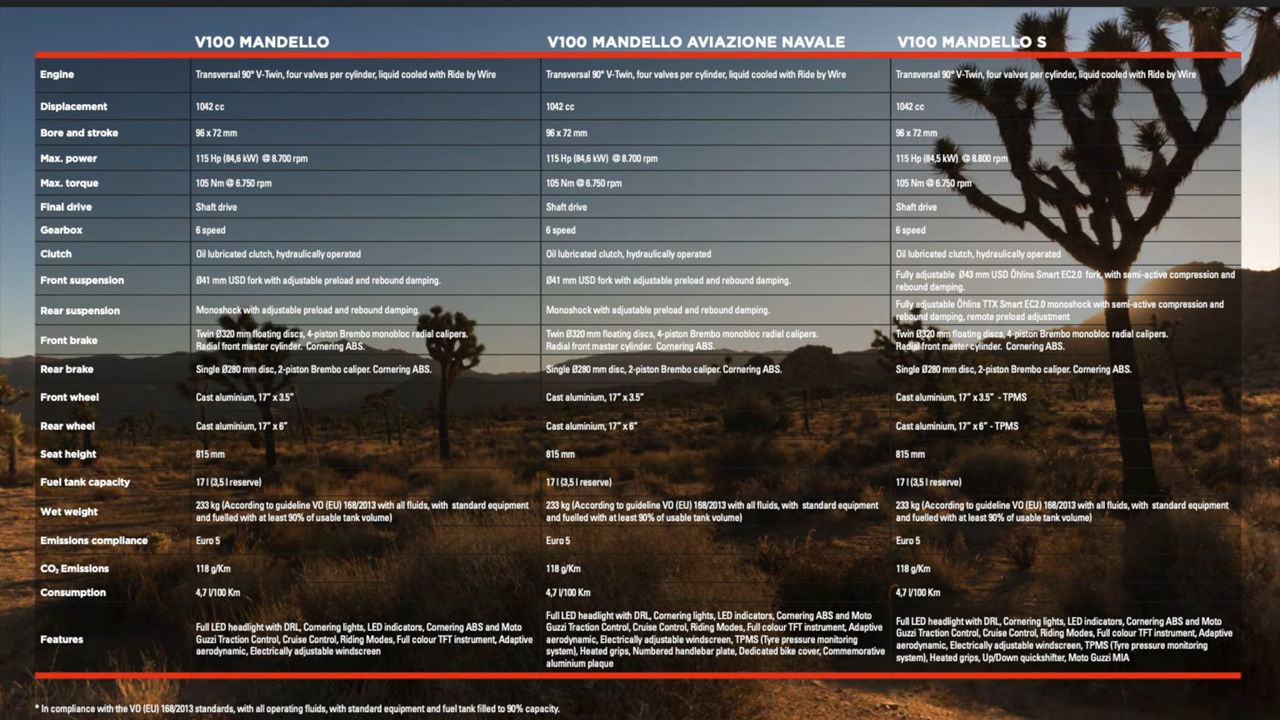 V100 MANDELLO V100 MANDELLO AVIAZIONE NAVALE V100 MANDELLO S
Engine Transversal 90° V-Twin, four valves per cylinder, liquid cooled with Ride by Wire Transversal 90° V-Twin, four valves per cylinder, liquid cooled with Ride by Wire Transversal 90° V-Twin, four valves per cylinder, liquid cooled with Ride by Wire
Displacement 1042 cc 1042 cc 1042 cc
Bore and stroke 96 x 72 mm 96 x 72 mm 96 x 72 mm
Max. power 115 Hp (84,6 kW) @ 8.700 rpm 115 Hp (84,6 kW) @ 8.700 rpm 115 Hp (84,5 kW) @ 8.800 rpm
Max. torque 105 Nm @ 6.750 rpm 105 Nm @ 6.750 rpm 105 Nm @ 6.750 rpm
Final drive Shaft drive Shaft drive Shaft drive
Gearbox 6 speed 6 speed 6 speed
Clutch Oil lubricated clutch, hydraulically operated Oil lubricated clutch, hydraulically operated Oil lubricated clutch, hydraulically operated
Front suspension Ø41 mm USD fork with adjustable preload and rebound damping. Ø41 mm USD fork with adjustable preload and rebound damping. Fully adjustable Ø43 mm USD Öhlins Smart EC2.0 fork, with semi-active compression and
rebound damping.
Rear suspension Monoshock with adjustable preload and rebound damping. Monoshock with adjustable preload and rebound damping. Fully adjustable Öhlins TTX Smart EC2.0 monoshock with semi-active compression and
rebound damping, remote preload adjustment
Front brake Twin Ø320 mm floating discs, 4-piston Brembo monobloc radial calipers. Twin Ø320 mm floating discs, 4-piston Brembo monobloc radial calipers. Twin Ø320 mm floating discs, 4-piston Brembo monobloc radial calipers.
Radial front master cylinder. Cornering ABS. Radial front master cylinder. Cornering ABS. Radial front master cylinder. Cornering ABS.
Rear brake Single Ø280 mm disc, 2-piston Brembo caliper. Cornering ABS. Single Ø280 mm disc, 2-piston Brembo caliper. Cornering ABS. Single Ø280 mm disc, 2-piston Brembo caliper. Cornering ABS.
Front wheel Cast aluminium, 17” x 3.5” Cast aluminium, 17” x 3.5” Cast aluminium, 17” x 3.5” - TPMS
Rear wheel Cast aluminium, 17” x 6” Cast aluminium, 17” x 6” Cast aluminium, 17” x 6” - TPMS
Seat height 815 mm 815 mm 815 mm
Fuel tank capacity 17 l (3,5 l reserve) 17 l (3,5 l reserve) 17 l (3,5 l reserve)
Wet weight 233 kg (According to guideline VO (EU) 168/2013 with all fluids, with standard equipment 233 kg (According to guideline VO (EU) 168/2013 with all fluids, with standard equipment 233 kg (According to guideline VO (EU) 168/2013 with all fluids, with standard equipment
and fuelled with at least 90% of usable tank volume) and fuelled with at least 90% of usable tank volume) and fuelled with at least 90% of usable tank volume)
Emissions compliance Euro 5 Euro 5 Euro 5
CO₂ Emissions 118 g/Km 118 g/Km 118 g/Km
Consumption 4,7 l/100 Km 4,7 l/100 Km 4,7 l/100 Km
Features
Full LED headlight with DRL, Cornering lights, LED indicators, Cornering ABS and Moto
Guzzi Traction Control, Cruise Control, Riding Modes, Full colour TFT instrument, Adaptive
aerodynamic, Electrically adjustable windscreen
Full LED headlight with DRL, Cornering lights, LED indicators, Cornering ABS and Moto
Guzzi Traction Control, Cruise Control, Riding Modes, Full colour TFT instrument, Adaptive
aerodynamic, Electrically adjustable windscreen, TPMS (Tyre pressure monitoring
system), Heated grips, Numbered handlebar plate, Dedicated bike cover, Commemorative
aluminium plaque
Full LED headlight with DRL, Cornering lights, LED indicators, Cornering ABS and Moto
Guzzi Traction Control, Cruise Control, Riding Modes, Full colour TFT instrument, Adaptive
aerodynamic, Electrically adjustable windscreen, TPMS (Tyre pressure monitoring
system), Heated grips, Up/Down quickshifter, Moto Guzzi MIA
* In compliance with the VO (EU) 168/2013 standards, with all operating fluids, with standard equipment and fuel tank filled to 90% capacity.